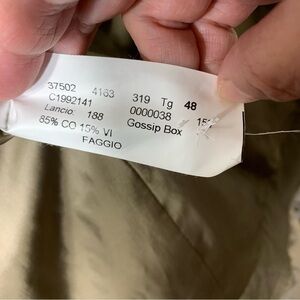 37502 4163 319 Tg 48
C1992141 0000038
Lancio 188 Gossip Box
85% CO 15% VI
FAGGIO